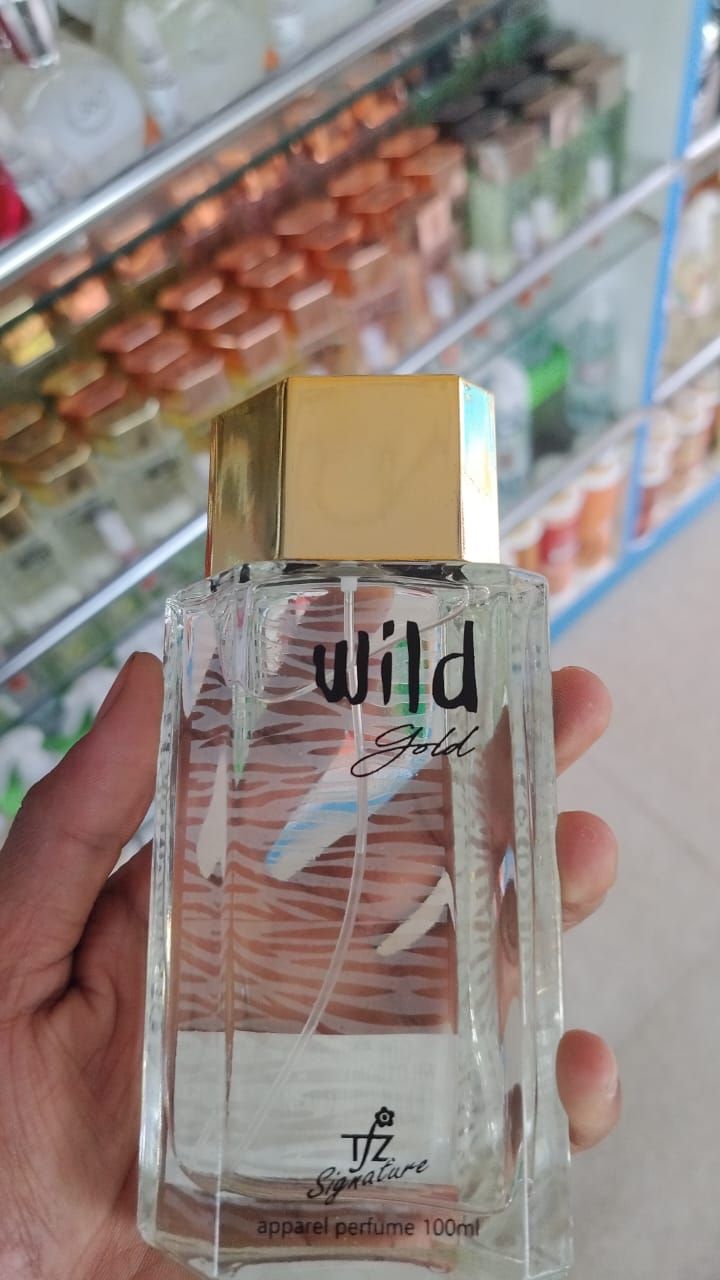 wild
Gold
TfZ
Signature
apparel perfume 100ml